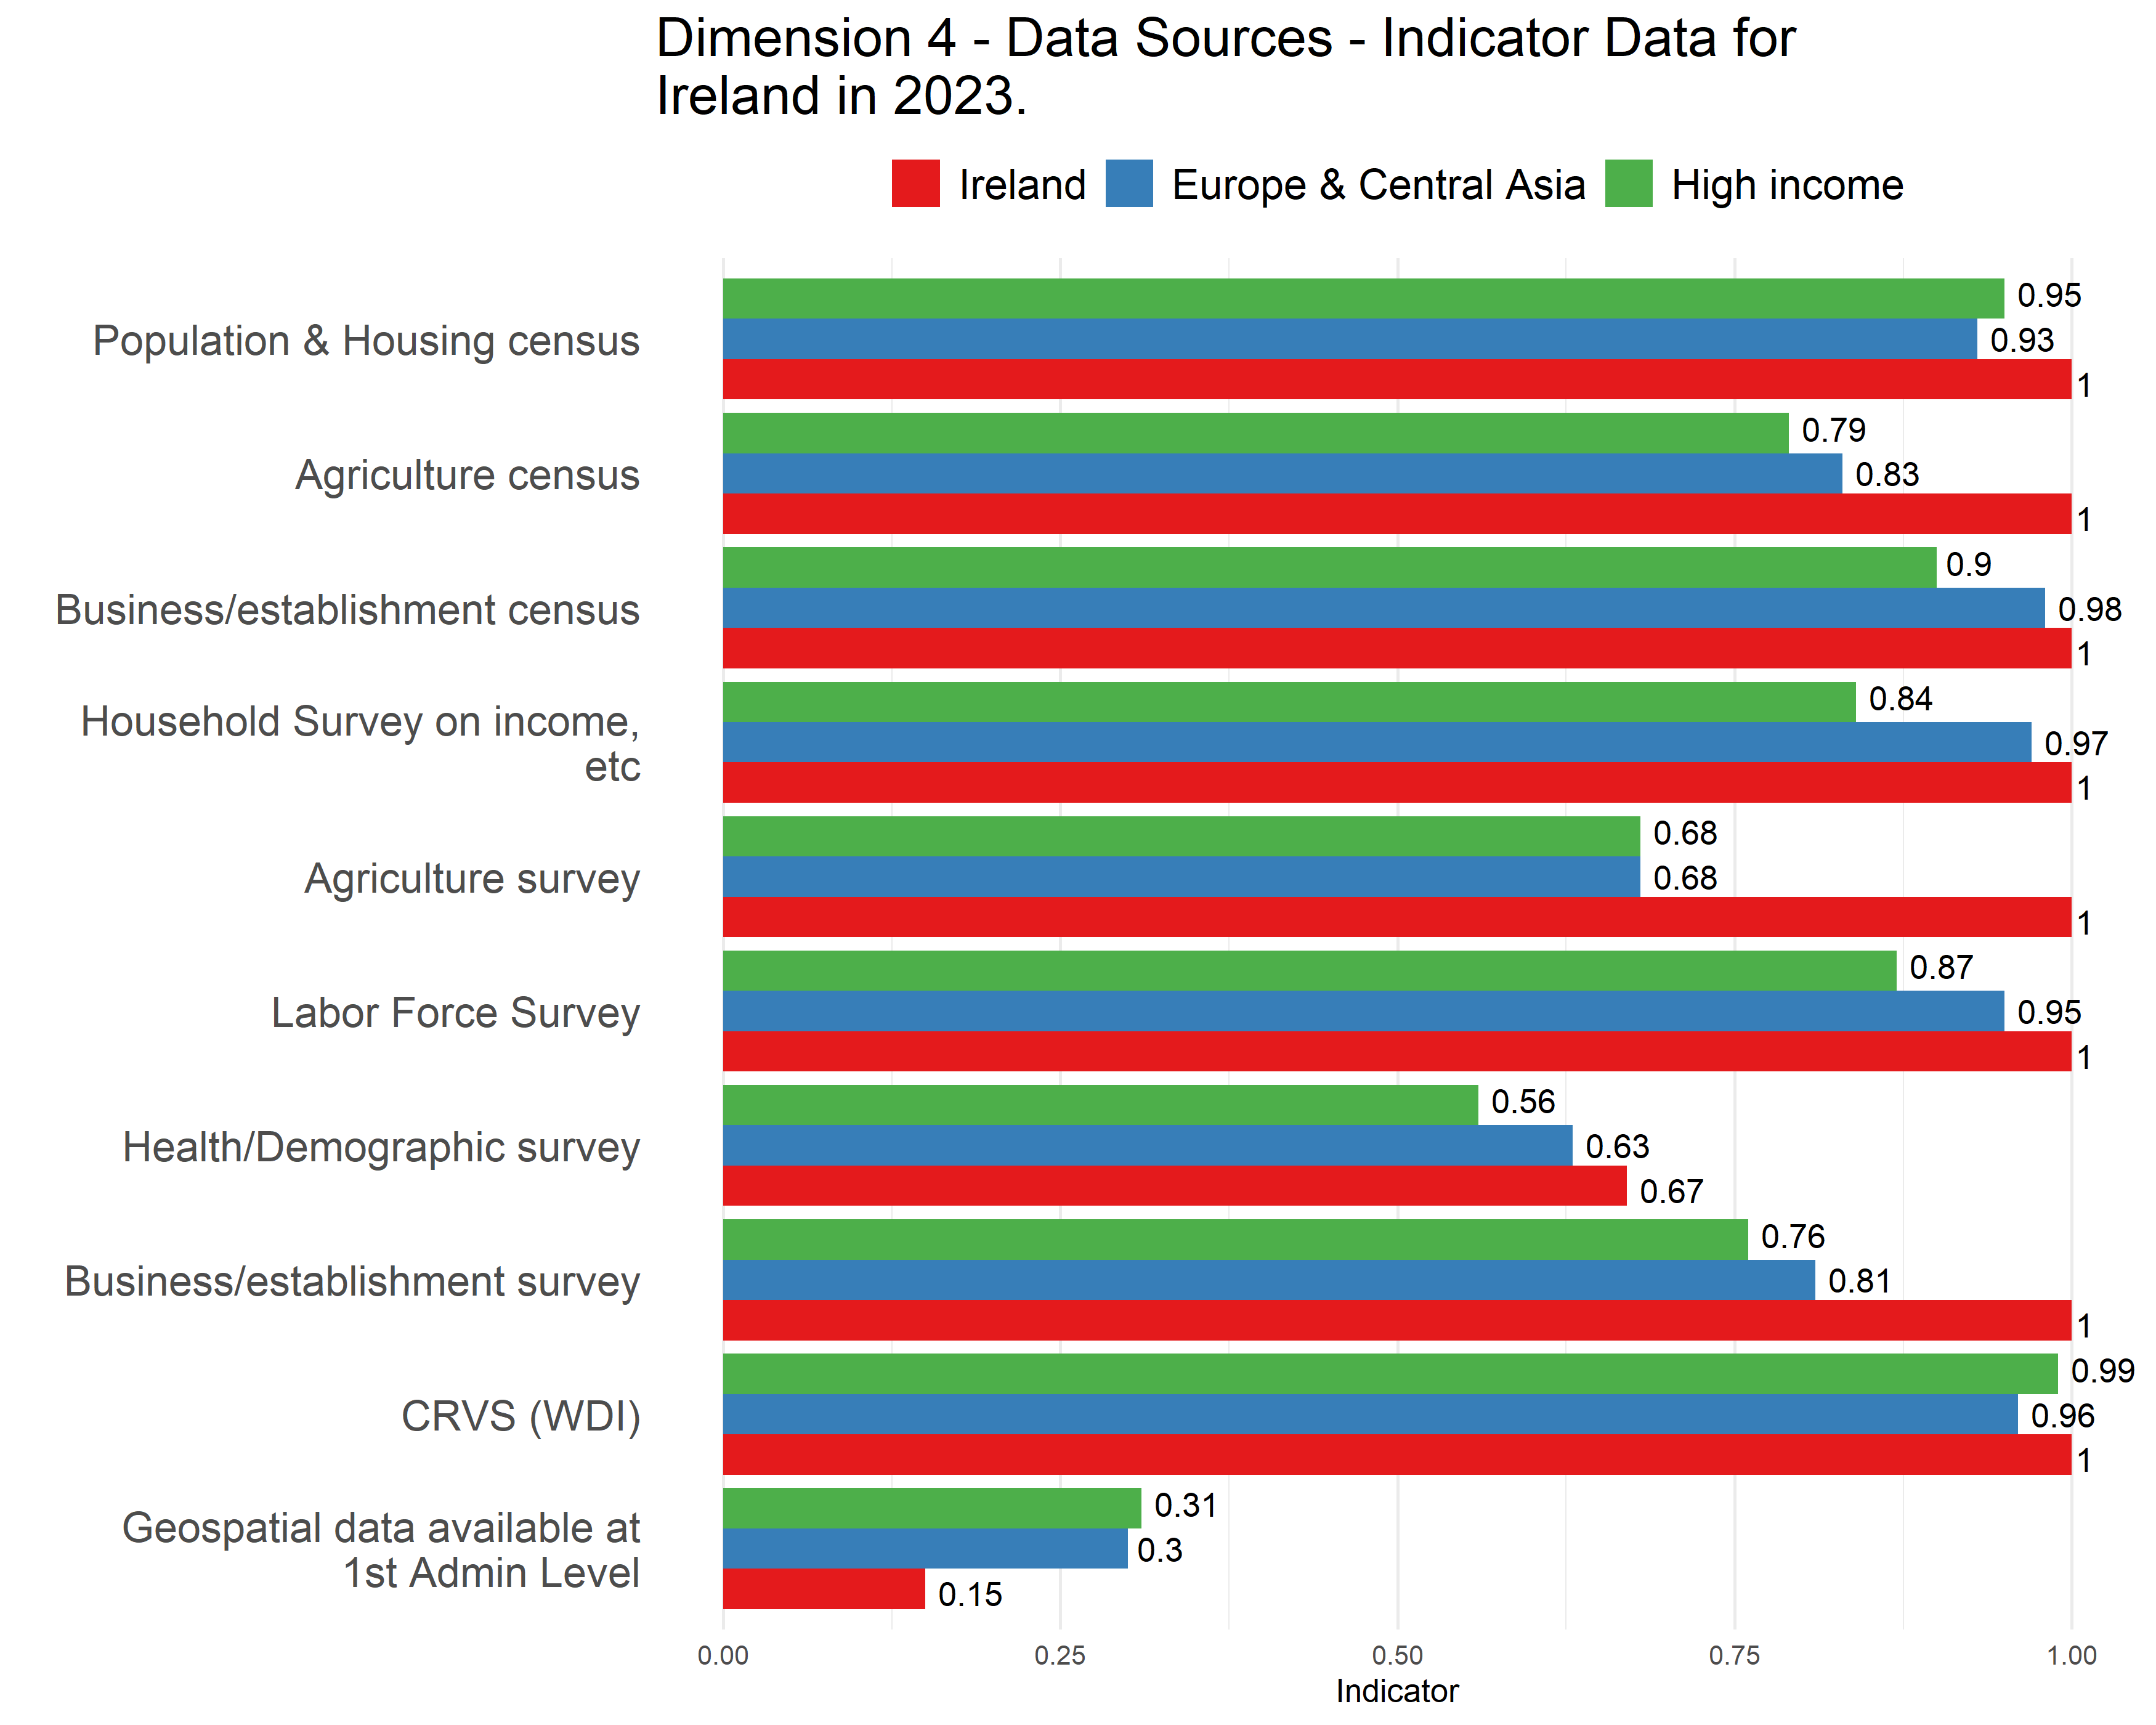 Dimension 4 - Data Sources - Indicator Data for
Ireland in 2023.
Ireland
Europe & Central Asia
High income
Population & Housing census
0.95
0.93
1
Agriculture census
0.79
0.83
1
Business/establishment census
0.9
0.98
1
Household Survey on income,
etc
0.84
0.97
1
Agriculture survey
0.68
0.68
1
Labor Force Survey
0.87
0.95
1
Health/Demographic survey
0.56
0.63
0.67
Business/establishment survey
0.76
0.81
1
CRVS (WDI)
0.99
0.96
1
Geospatial data available at
1st Admin Level
0.31
0.3
0.15
0.00
0.25
0.50
0.75
1.00
Indicator